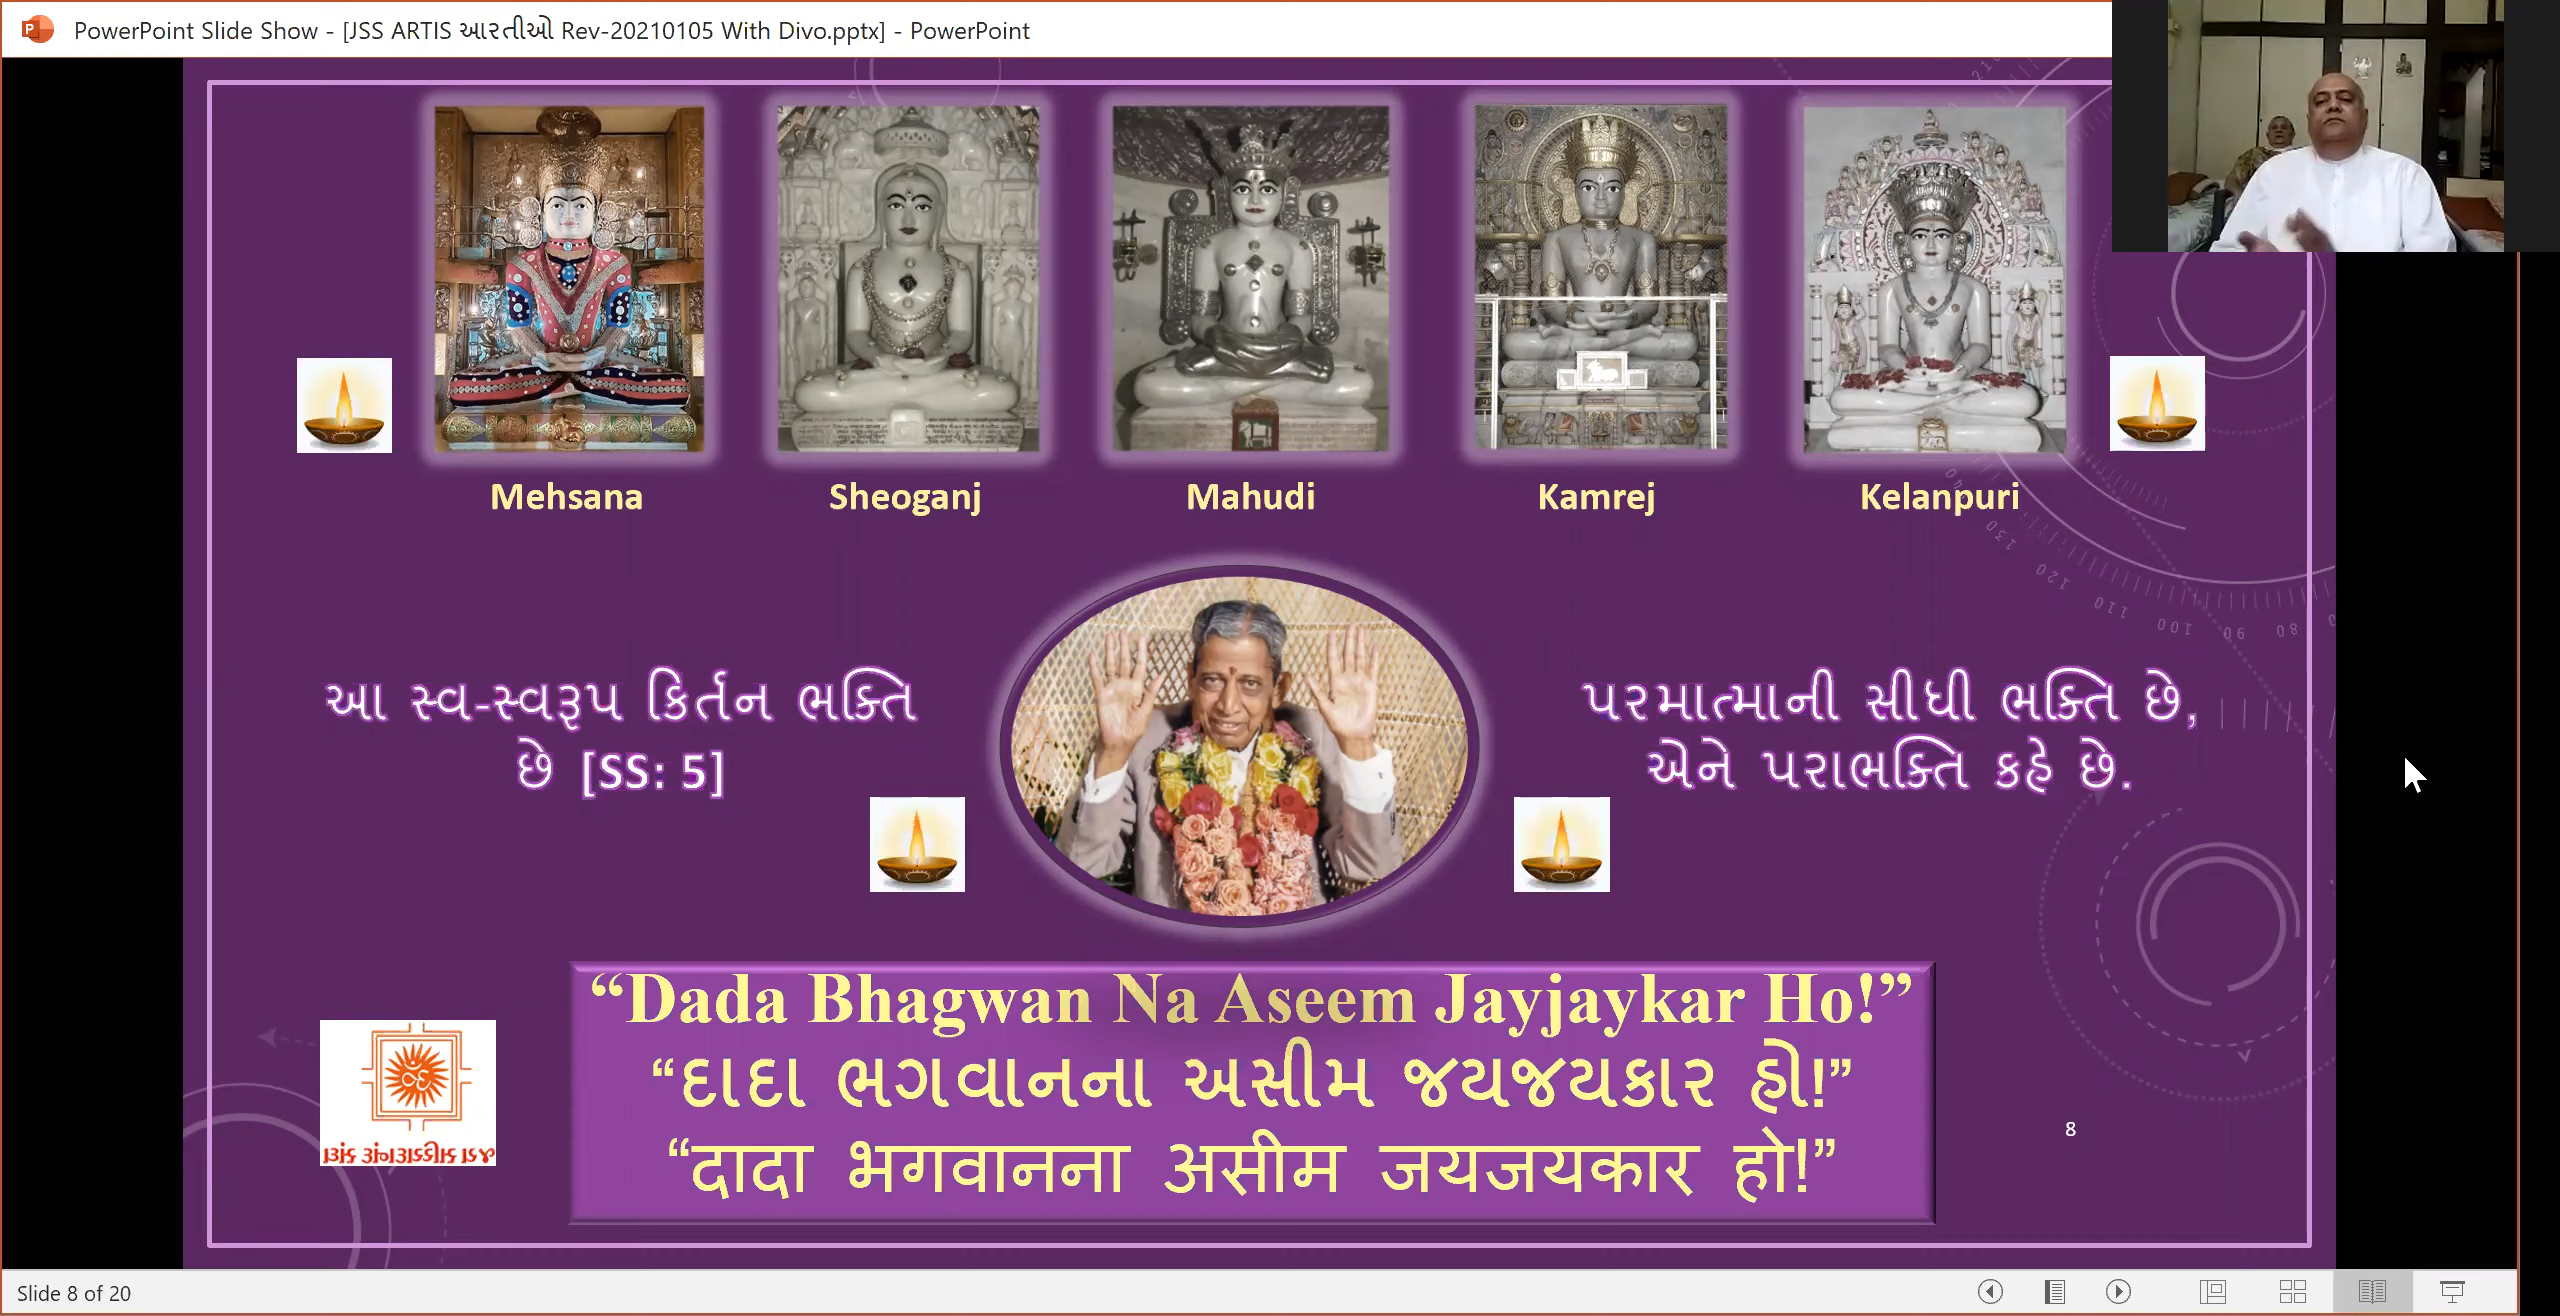 PowerPoint Slide Show - [JSS ARTIS આરતીઓ Rev-20210105 With Divo.pptx] - PowerPoint
Mehsana
Sheoganj
Mahudi
Kamrej
Kelanpuri
આ સ્વ-સ્વરૂપ કિર્તન ભક્તિ
છે [SS: 5]
પરમાત્માની સીધી ભક્તિ છે,
એને પરાભક્તિ કહે છે.
“Dada Bhagwan Na Aseem Jayjaykar Ho!”
“દાદા ભગવાનના અસીમ જયજયકાર હો!”
“दादा भगवानना असीम जयजयकार हो!”
8
Slide 8 of 20